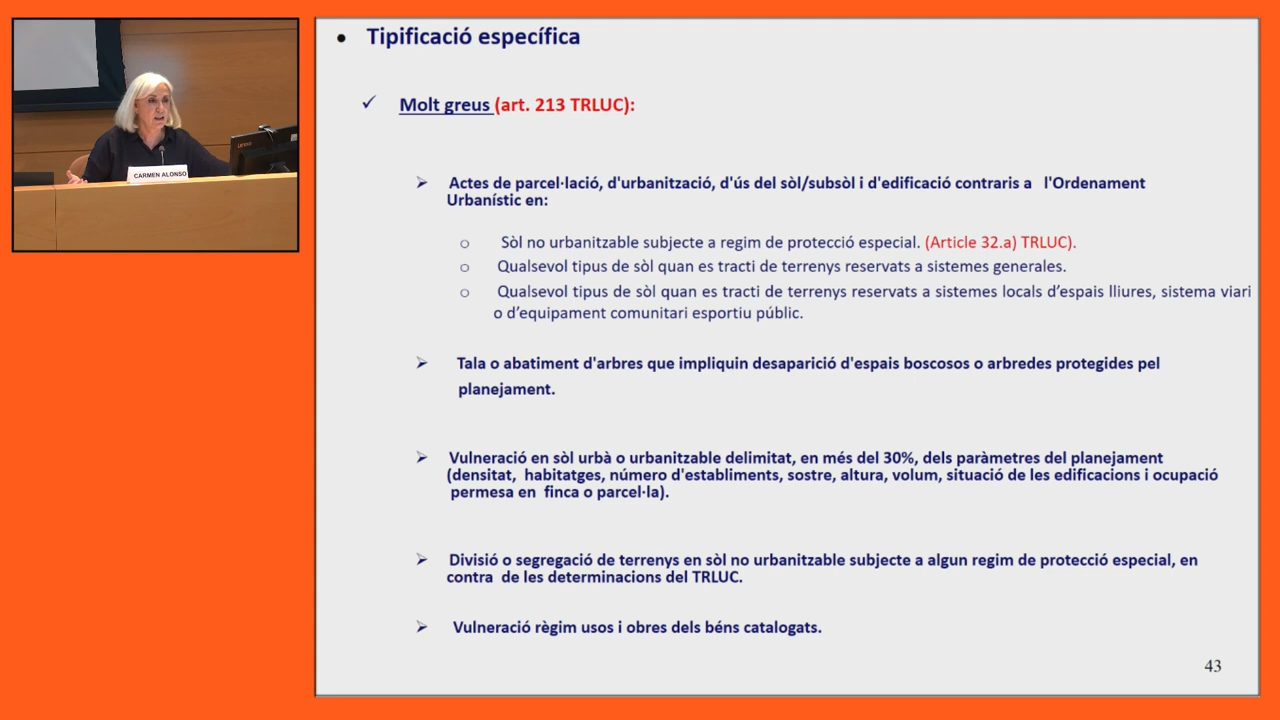 CARMEN ALONSO
• Tipificació específica
✓ Molt greus (art. 213 TRLUC):
➢ Actes de parcel·lació, d'urbanització, d'ús del sòl/subsòl i d'edificació contraris a l'Ordenament
Urbanístic en:
o Sòl no urbanitzable subjecte a regim de protecció especial. (Article 32.a) TRLUC).
o Qualsevol tipus de sòl quan es tracti de terrenys reservats a sistemes generales.
o Qualsevol tipus de sòl quan es tracti de terrenys reservats a sistemes locals d’espais lliures, sistema viari
o d’equipament comunitari esportiu públic.
➢ Tala o abatiment d'arbres que impliquin desaparició d'espais boscosos o arbredes protegides pel
planejament.
➢ Vulneració en sòl urbà o urbanitzable delimitat, en més del 30%, dels paràmetres del planejament
(densitat, habitatges, número d'establiments, sostre, altura, volum, situació de les edificacions i ocupació
permesa en finca o parcel·la).
➢ Divisió o segregació de terrenys en sòl no urbanitzable subjecte a algun regim de protecció especial, en
contra de les determinacions del TRLUC.
➢ Vulneració règim usos i obres dels béns catalogats.
43